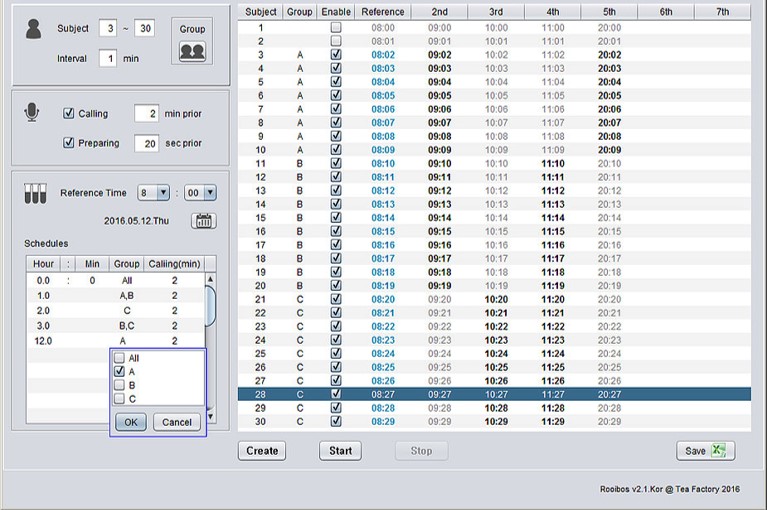 Subject 3 ~ 30 Group
Interval 1 min
Calling 2 min prior
Preparing 20 sec prior
Reference Time 8 : 00
2016.05.12.Thu
Schedules
Hour : Min Group Calling(min)
0.0 : 0 All 2
1.0 A,B 2
2.0 C 2
3.0 B,C 2
12.0 A 2
All
A
B
C
OK Cancel
Subject Group Enable Reference 2nd 3rd 4th 5th 6th 7th
1 08:00 09:00 10:00 11:00 20:00
2 08:01 09:01 10:01 11:01 20:01
3 A 08:02 09:02 10:02 11:02 20:02
4 A 08:03 09:03 10:03 11:03 20:03
5 A 08:04 09:04 10:04 11:04 20:04
6 A 08:05 09:05 10:05 11:05 20:05
7 A 08:06 09:06 10:06 11:06 20:06
8 A 08:07 09:07 10:07 11:07 20:07
9 A 08:08 09:08 10:08 11:08 20:08
10 A 08:09 09:09 10:09 11:09 20:09
11 B 08:10 09:10 10:10 11:10 20:10
12 B 08:11 09:11 10:11 11:11 20:11
13 B 08:12 09:12 10:12 11:12 20:12
14 B 08:13 09:13 10:13 11:13 20:13
15 B 08:14 09:14 10:14 11:14 20:14
16 B 08:15 09:15 10:15 11:15 20:15
17 B 08:16 09:16 10:16 11:16 20:16
18 B 08:17 09:17 10:17 11:17 20:17
19 B 08:18 09:18 10:18 11:18 20:18
20 B 08:19 09:19 10:19 11:19 20:19
21 C 08:20 09:20 10:20 11:20 20:20
22 C 08:21 09:21 10:21 11:21 20:21
23 C 08:22 09:22 10:22 11:22 20:22
24 C 08:23 09:23 10:23 11:23 20:23
25 C 08:24 09:24 10:24 11:24 20:24
26 C 08:25 09:25 10:25 11:25 20:25
27 C 08:26 09:26 10:26 11:26 20:26
28 C 08:27 09:27 10:27 11:27 20:27
29 C 08:28 09:28 10:28 11:28 20:28
30 C 08:29 09:29 10:29 11:29 20:29
Create Start Stop Save
Rooibos v2.1.Kor @ Tea Factory 2016